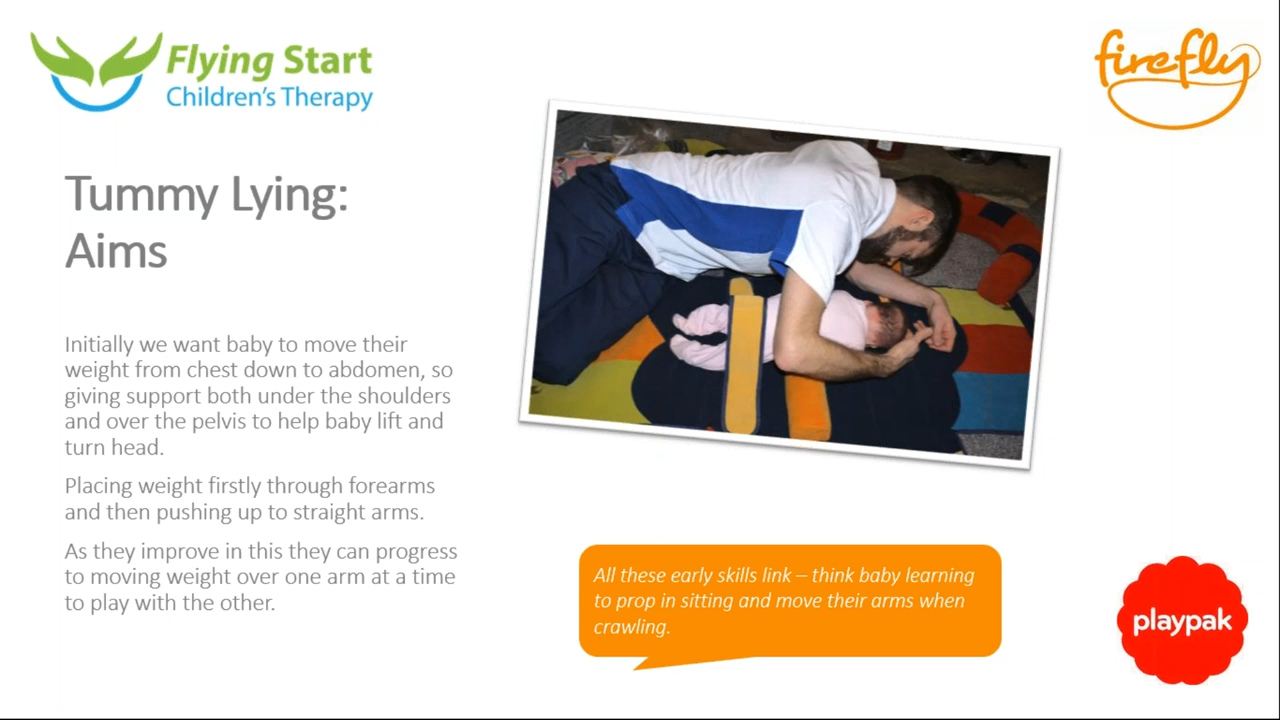 Flying Start
Children's Therapy
firefly
Tummy Lying:
Aims
Initially we want baby to move their
weight from chest down to abdomen, so
giving support both under the shoulders
and over the pelvis to help baby lift and
turn head.
Placing weight firstly through forearms
and then pushing up to straight arms.
As they improve in this they can progress
to moving weight over one arm at a time
to play with the other.
All these early skills link – think baby learning
to prop in sitting and move their arms when
crawling.
playpak